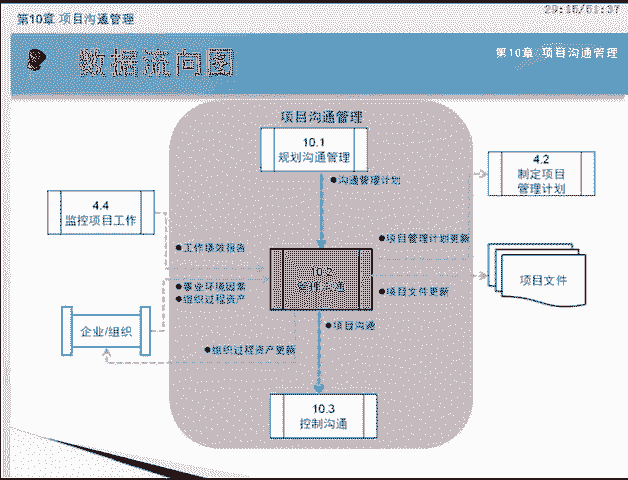 第10章 项目沟通管理
29:15/51:37
第10章 项目沟通管理
数据流向图
项目沟通管理
10.1
规划沟通管理
●沟通管理计划
4.2
制定项目
管理计划
4.4
监控项目工作
●工作绩效报告
●项目管理计划更新
10.2
管理沟通
●事业环境因素
●组织过程资产
●项目文件更新
项目文件
企业/组织
●项目沟通
●组织过程资产更新
10.3
控制沟通